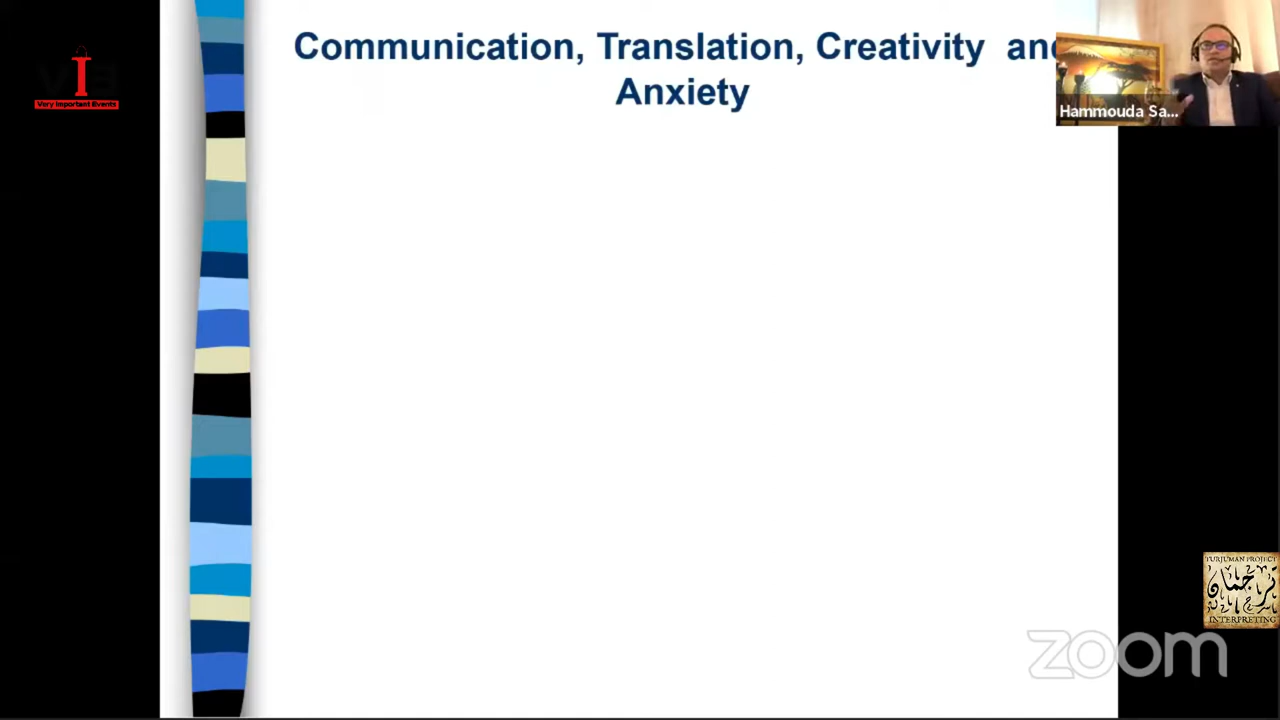 Communication, Translation, Creativity and
Anxiety
Very Important Events
Hammouda Sa...
TURJUMAN PROJECT
ترجمان
INTERPRETING
zoom